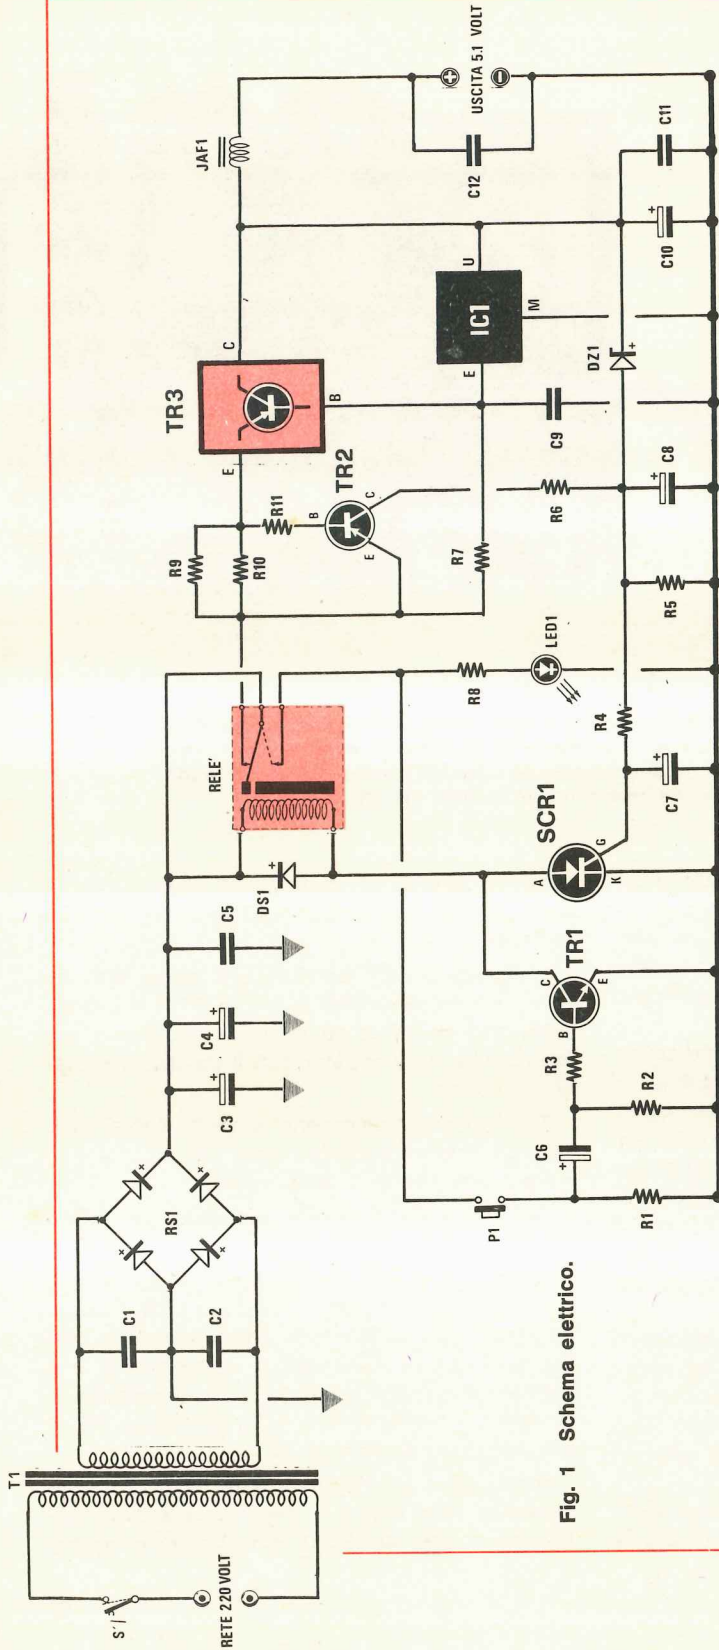 T1
S1
RETE 220 VOLT
C1
C2
RS1
C3
C4
C5
DS1
RELE'
R9
R10
R11
TR2
B
C
E
TR3
E
C
B
JAF1
C12
USCITA 5.1 VOLT
IC1
E
U
M
R7
C9
R6
DZ1
C10
C11
C8
R5
R4
R8
LED1
C7
SCR1
A
G
K
TR1
C
B
E
R3
R2
C6
R1
P1
Fig. 1 Schema elettrico.